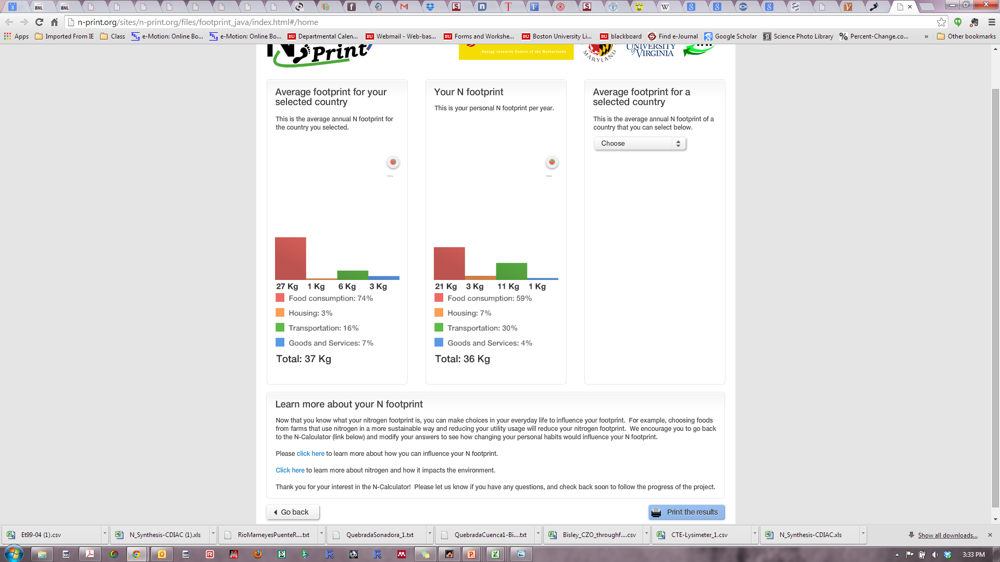 3
BNL
BNL
n-print.org/sites/n-print.org/files/footprint_java/index.html#/home
Apps
Imported From IE
Class
e-Motion: Online Bo...
e-Motion: Online Bo...
BU Departmental Calen...
BU Webmail - Web-bas...
BU Forms and Workshe...
BU Boston University Li...
BU blackboard
Find e-Journal
Google Scholar
Science Photo Library
Percent-Change.co...
»
Other bookmarks
N Print
Energy research Centre of the Netherlands
MARYLAND
UNIVERSITY
of VIRGINIA
Average footprint for your
selected country
This is the average annual N footprint for
the country you selected.
27 Kg 1 Kg 6 Kg 3 Kg
Food consumption: 74%
Housing: 3%
Transportation: 16%
Goods and Services: 7%
Total: 37 Kg
Your N footprint
This is your personal N footprint per year.
21 Kg 3 Kg 11 Kg 1 Kg
Food consumption: 59%
Housing: 7%
Transportation: 30%
Goods and Services: 4%
Total: 36 Kg
Average footprint for a
selected country
This is the average annual N footprint of a
country that you can select below.
Choose
Learn more about your N footprint
Now that you know what your nitrogen footprint is, you can make choices in your everyday life to influence your footprint.  For example, choosing foods
from farms that use nitrogen in a more sustainable way and reducing your utility usage will reduce your nitrogen footprint.  We encourage you to go back
to the N-Calculator (link below) and modify your answers to see how changing your personal habits would influence your N footprint.
Please click here to learn more about how you can influence your N footprint.
Click here to learn more about nitrogen and how it impacts the environment.
Thank you for your interest in the N-Calculator!  Please let us know if you have any questions, and check back soon to follow the progress of the project.
Go back
Print the results
Et99-04 (1).csv
N_Synthesis-CDIAC (1).xls
RioMameyesPuenteR....txt
QuebradaSonadora_1.txt
QuebradaCuenca1-Bi....txt
Bisley_CZO_throughf....csv
CTE-Lysimeter_1.csv
N_Synthesis-CDIAC.xls
Show all downloads...
3:33 PM